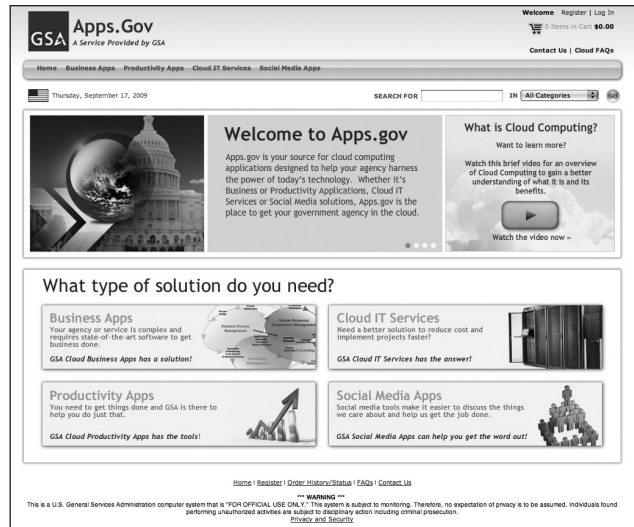 Welcome Register | Log In
GSA
Apps.Gov
A Service Provided by GSA
0 Items in Cart $0.00
Contact Us | Cloud FAQs
Home Business Apps Productivity Apps Cloud IT Services Social Media Apps
Thursday, September 17, 2009
SEARCH FOR IN All Categories GO
Welcome to Apps.gov
Apps.gov is your source for cloud computing
applications designed to help your agency harness
the power of today's technology. Whether it's
Business or Productivity Applications, Cloud IT
Services or Social Media solutions, Apps.gov is the
place to get your government agency in the cloud.
What is Cloud Computing?
Want to learn more?
Watch this brief video for an overview
of Cloud Computing to gain a better
understanding of what it is and its
benefits.
Watch the video now »
What type of solution do you need?
Business Apps
Your agency or service is complex and
requires state-of-the-art software to get
business done.
GSA Cloud Business Apps has a solution!
Cloud IT Services
Need a better solution to reduce cost and
implement projects faster?
GSA Cloud IT Services has the answer!
Productivity Apps
You need to get things done and GSA is there to
help you do just that.
GSA Cloud Productivity Apps has the tools!
Social Media Apps
Social media tools make it easier to discuss the things
we care about and help us get the job done.
GSA Social Media Apps can help you get the word out!
Home | Register | Order History/Status | FAQs | Contact Us
*** WARNING ***
This is a U.S. General Services Administration computer system that is "FOR OFFICIAL USE ONLY." This system is subject to monitoring. Therefore, no expectation of privacy is to be assumed. Individuals found
performing unauthorized activities are subject to disciplinary action including criminal prosecution.
Privacy and Security